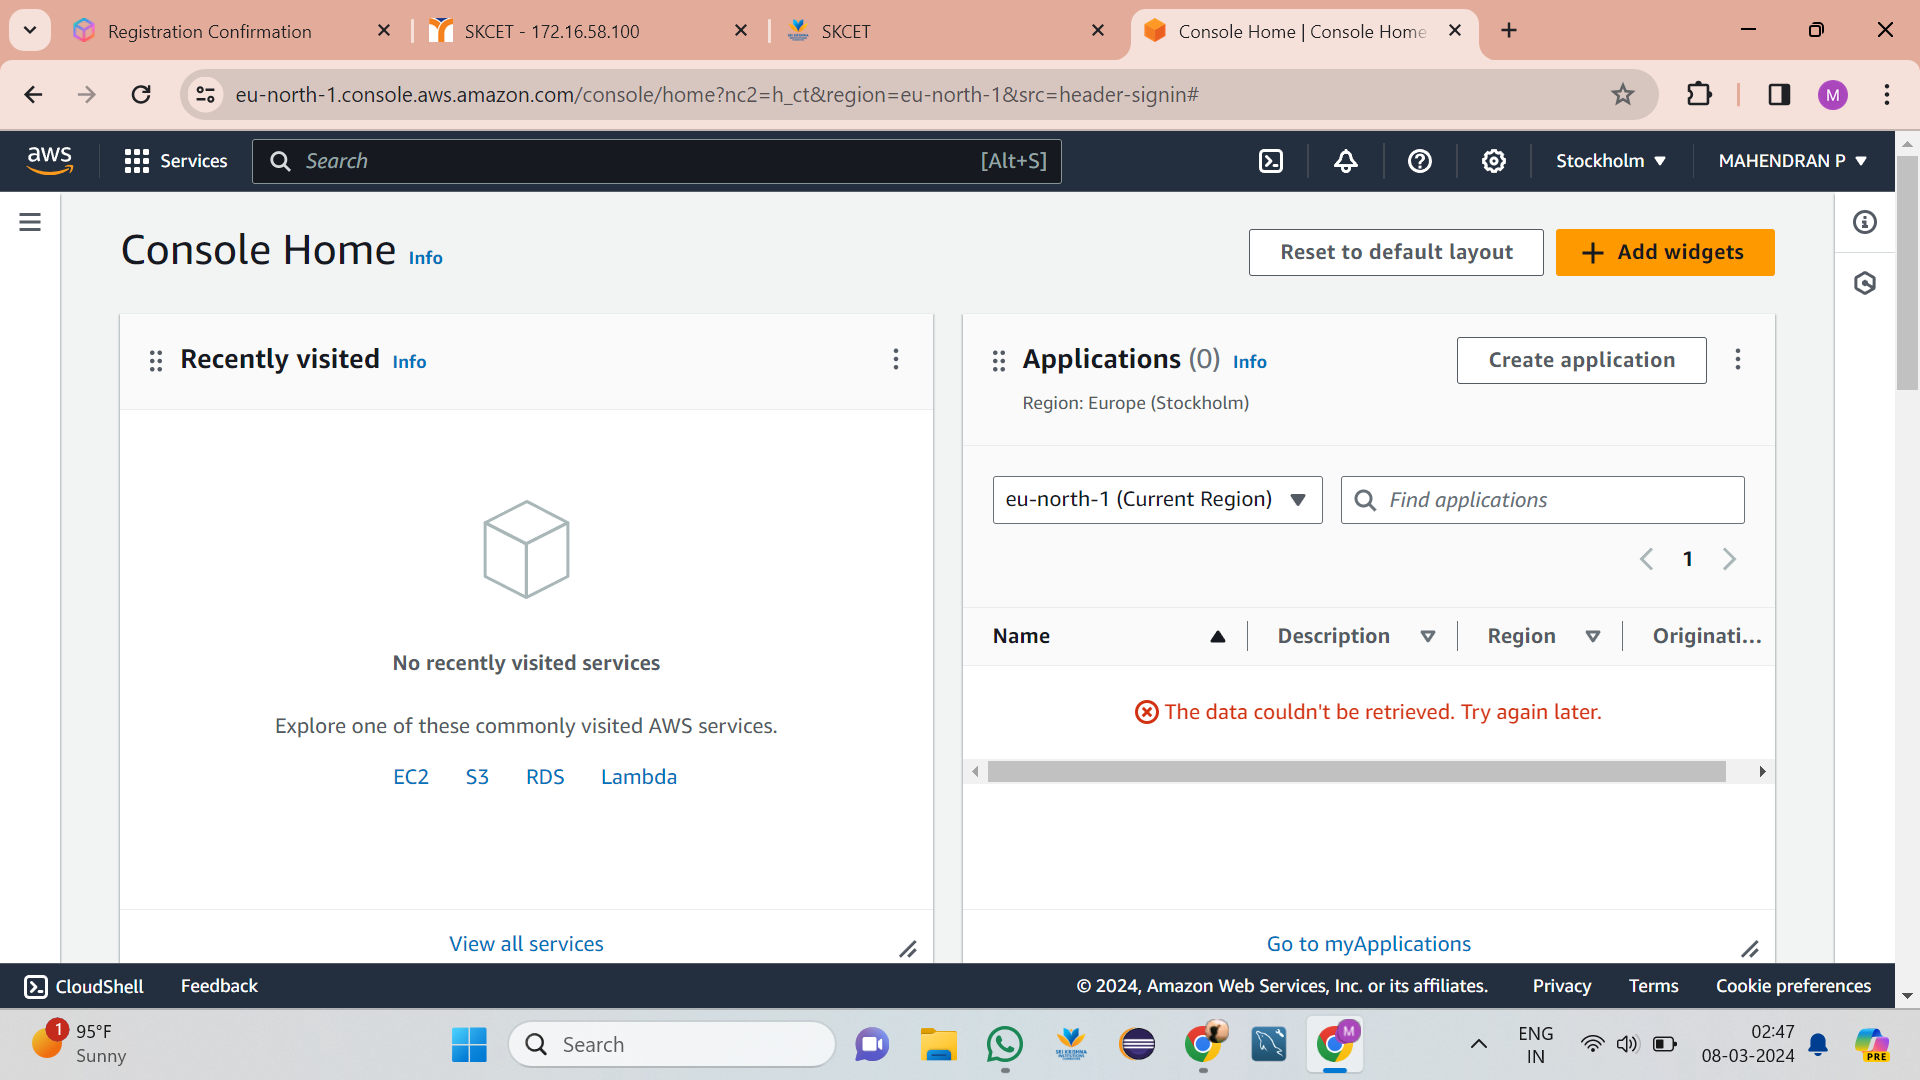 Registration Confirmation
SKCET - 172.16.58.100
SKCET
Console Home | Console Home
eu-north-1.console.aws.amazon.com/console/home?nc2=h_ct&region=eu-north-1&src=header-signin#
M
aws
Services
Search
[Alt+S]
Stockholm
MAHENDRAN P
Console Home Info
Reset to default layout
Add widgets
Recently visited Info
No recently visited services
Explore one of these commonly visited AWS services.
EC2 S3 RDS Lambda
View all services
Applications (0) Info
Create application
Region: Europe (Stockholm)
eu-north-1 (Current Region)
Find applications
1
Name Description Region Originati...
The data couldn't be retrieved. Try again later.
Go to myApplications
CloudShell
Feedback
© 2024, Amazon Web Services, Inc. or its affiliates.
Privacy
Terms
Cookie preferences
1
95°F
Sunny
Search
M
ENG
IN
02:47
08-03-2024
PRE